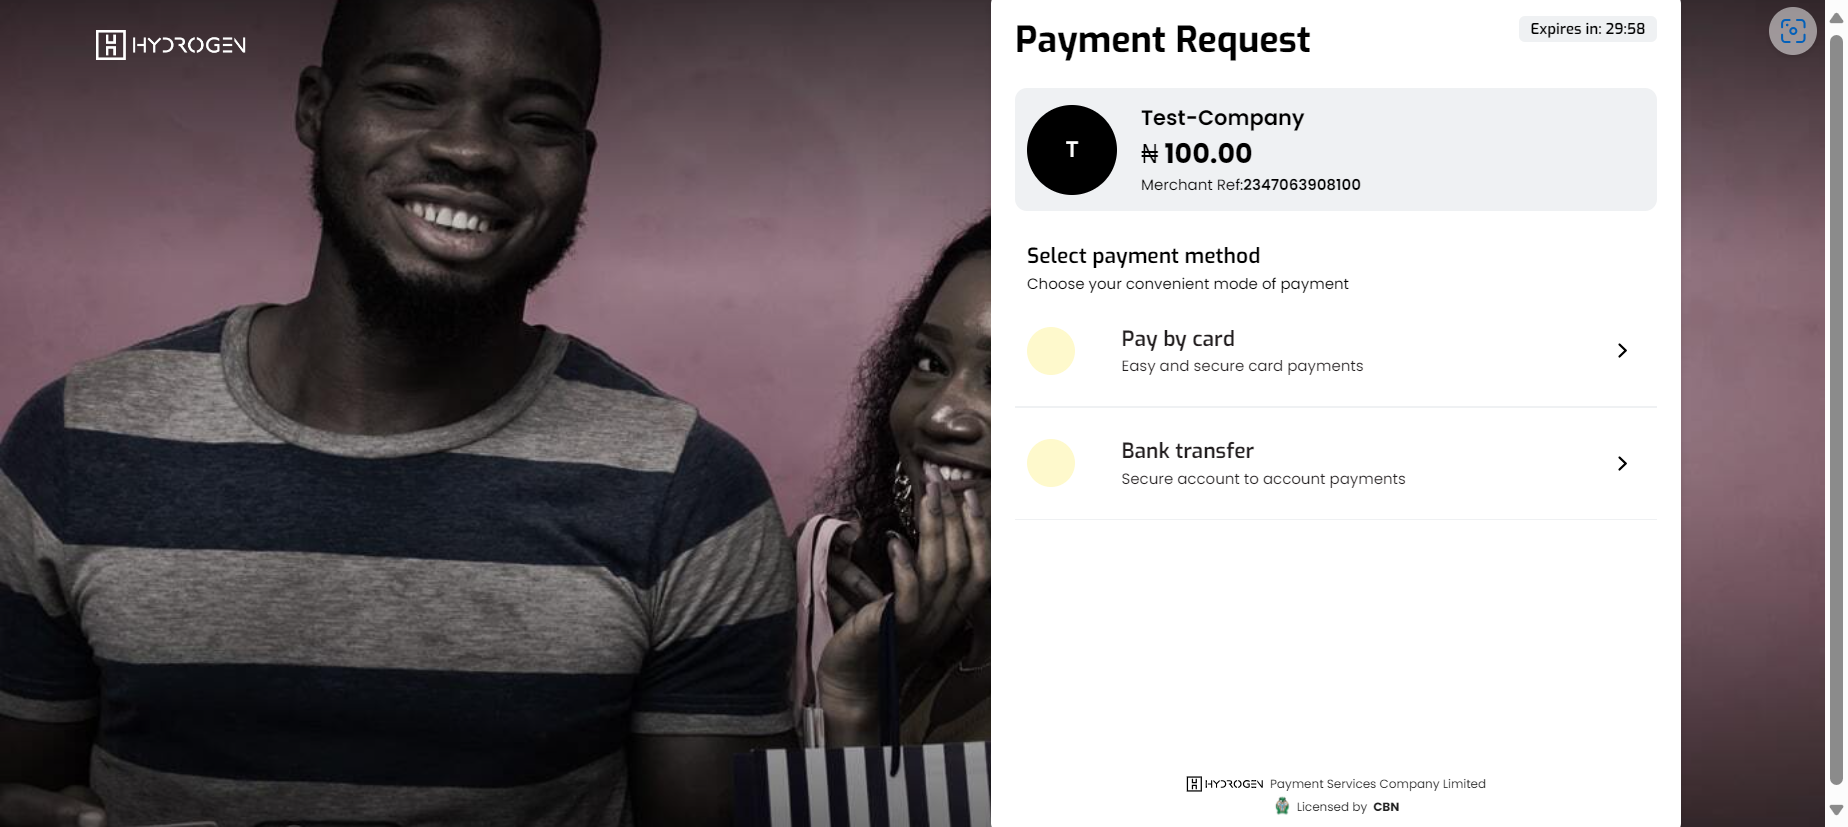 HYDROGEN
Payment Request
Expires in: 29:58
T
Test-Company
₦ 100.00
Merchant Ref:2347063908100
Select payment method
Choose your convenient mode of payment
Pay by card
Easy and secure card payments
Bank transfer
Secure account to account payments
HYDROGEN Payment Services Company Limited
Licensed by CBN